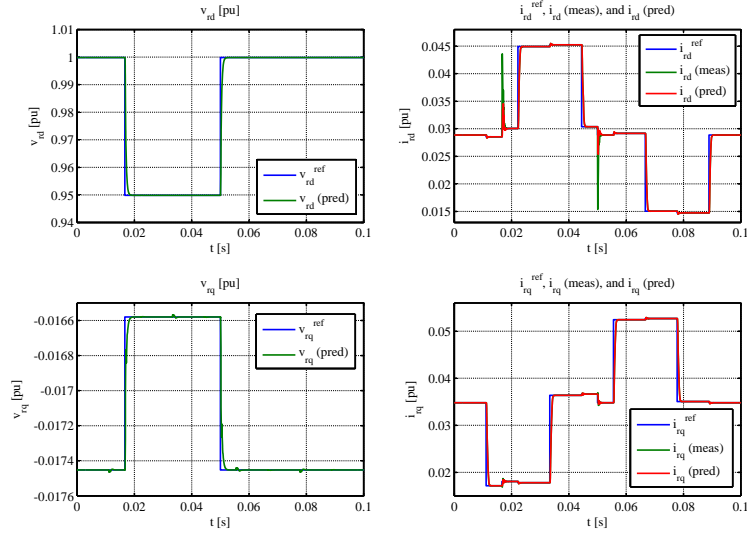 v_rd [pu]
1.01
1
0.99
0.98
0.97
0.96
0.95
0.94
v_rd [pu]
0
0.02
0.04
0.06
0.08
0.1
t [s]
v_rd^ref
v_rd (pred)
i_rd^ref, i_rd (meas), and i_rd (pred)
0.045
0.04
0.035
0.03
0.025
0.02
0.015
i_rd [pu]
0
0.02
0.04
0.06
0.08
0.1
t [s]
i_rd^ref
i_rd (meas)
i_rd (pred)
v_rq [pu]
-0.0166
-0.0168
-0.017
-0.0172
-0.0174
-0.0176
v_rq [pu]
0
0.02
0.04
0.06
0.08
0.1
t [s]
v_rq^ref
v_rq (pred)
i_rq^ref, i_rq (meas), and i_rq (pred)
0.05
0.04
0.03
0.02
i_rq [pu]
0
0.02
0.04
0.06
0.08
0.1
t [s]
i_rq^ref
i_rq (meas)
i_rq (pred)